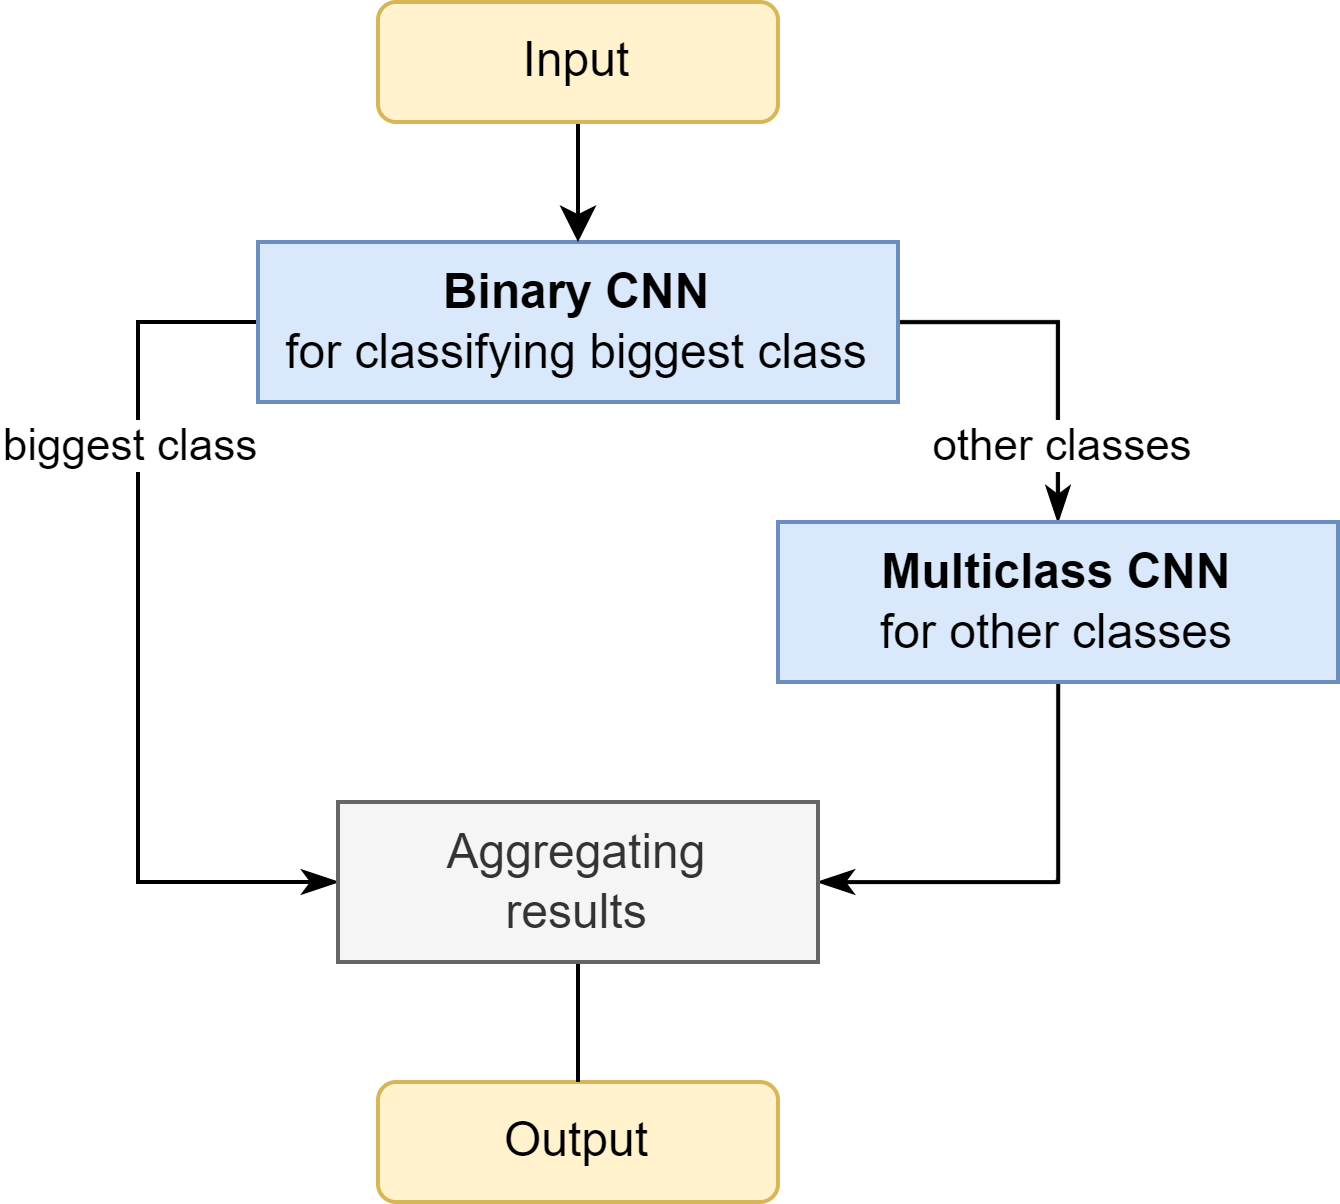 Input
Binary CNN
for classifying biggest class
biggest class
other classes
Multiclass CNN
for other classes
Aggregating
results
Output